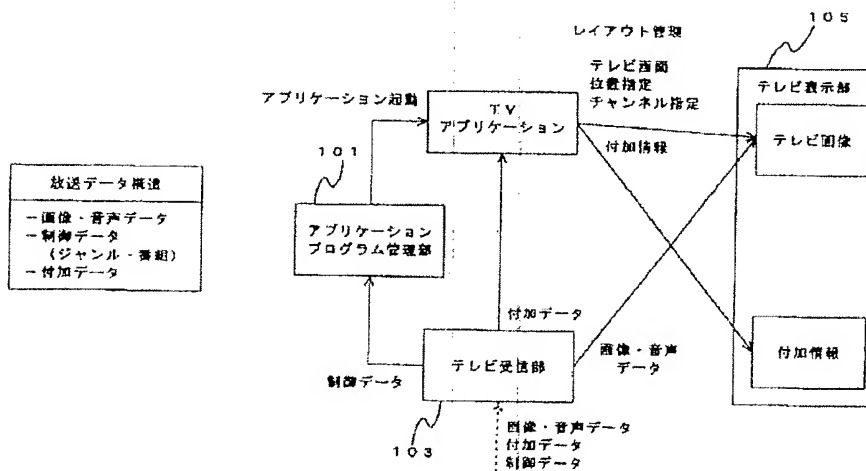 105
レイアウト管理
テレビ画面
位置指定
チャンネル指定
テレビ表示部
アプリケーション起動
TV
アプリケーション
テレビ画像
101
付加情報
放送データ構造
－画像・音声データ
－制御データ
（ジャンル・番組）
－付加データ
アプリケーション
プログラム管理部
付加データ
テレビ受信部
画像・音声
データ
付加情報
制御データ
103
画像・音声データ
付加データ
制御データ